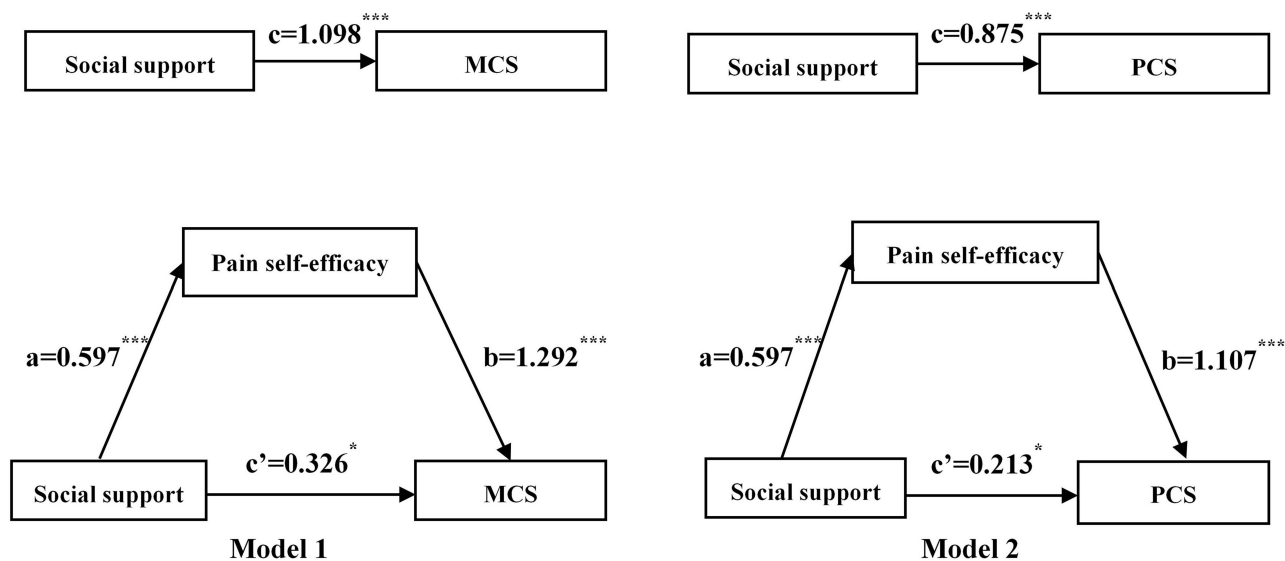 c=1.098***
Social support
MCS
c=0.875***
Social support
PCS
Pain self-efficacy
a=0.597***
b=1.292***
c’=0.326*
Social support
MCS
Model 1
Pain self-efficacy
a=0.597***
b=1.107***
c’=0.213*
Social support
PCS
Model 2